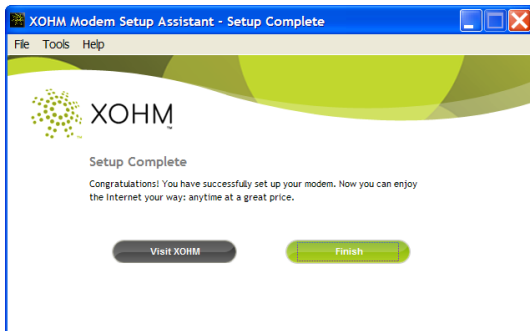 XOHM Modem Setup Assistant - Setup Complete
File Tools Help
XOHM™
Setup Complete
Congratulations! You have successfully set up your modem. Now you can enjoy
the Internet your way: anytime at a great price.
Visit XOHM Finish